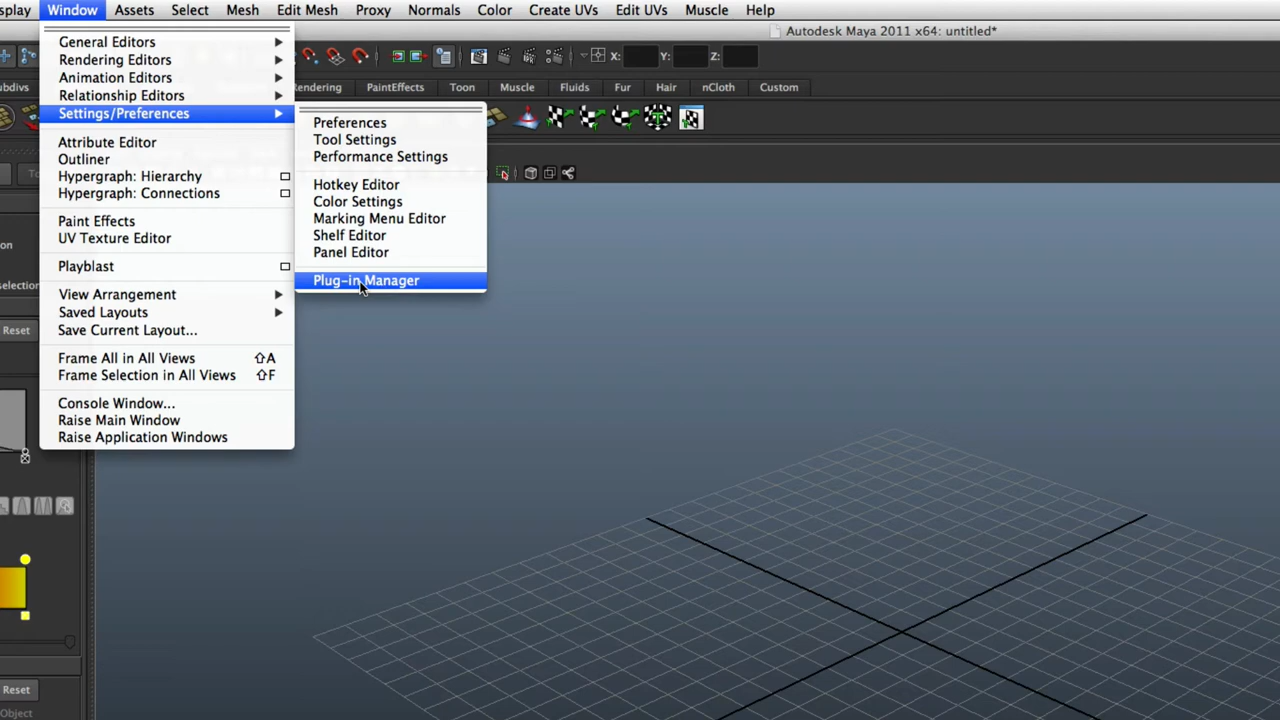 splay Window Assets Select Mesh Edit Mesh Proxy Normals Color Create UVs Edit UVs Muscle Help
Autodesk Maya 2011 x64: untitled*
X: Y: Z:
ubdivs
endering PaintEffects Toon Fluids Fur Hair nCloth Custom
General Editors
Rendering Editors
Animation Editors
Relationship Editors
Settings/Preferences
Attribute Editor
Outliner
Hypergraph: Hierarchy
Hypergraph: Connections
Paint Effects
UV Texture Editor
Playblast
View Arrangement
Saved Layouts
Save Current Layout...
Frame All in All Views ⇧A
Frame Selection in All Views ⇧F
Console Window...
Raise Main Window
Raise Application Windows
Preferences
Tool Settings
Performance Settings
Hotkey Editor
Color Settings
Marking Menu Editor
Shelf Editor
Panel Editor
Plug-in Manager
on
selection
Reset
Reset
Object